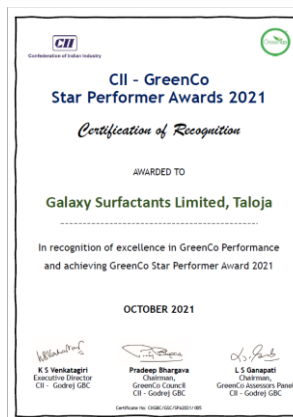 CII
Confederation of Indian Industry
GreenCo
CII - GreenCo
Star Performer Awards 2021
Certification of Recognition
AWARDED TO
Galaxy Surfactants Limited, Taloja
In recognition of excellence in GreenCo Performance
and achieving GreenCo Star Performer Award 2021
OCTOBER 2021
K S Venkatagiri
Executive Director
CII - Godrej GBC
Pradeep Bhargava
Chairman,
GreenCo Council
CII - Godrej GBC
L S Ganapati
Chairman,
GreenCo Assessors Panel
CII - Godrej GBC